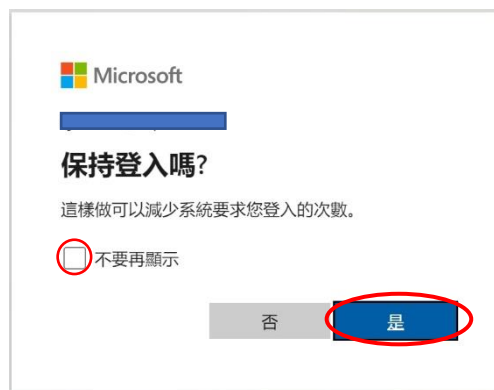 Microsoft
保持登入嗎?
這樣做可以減少系統要求您登入的次數。
不要再顯示
否
是